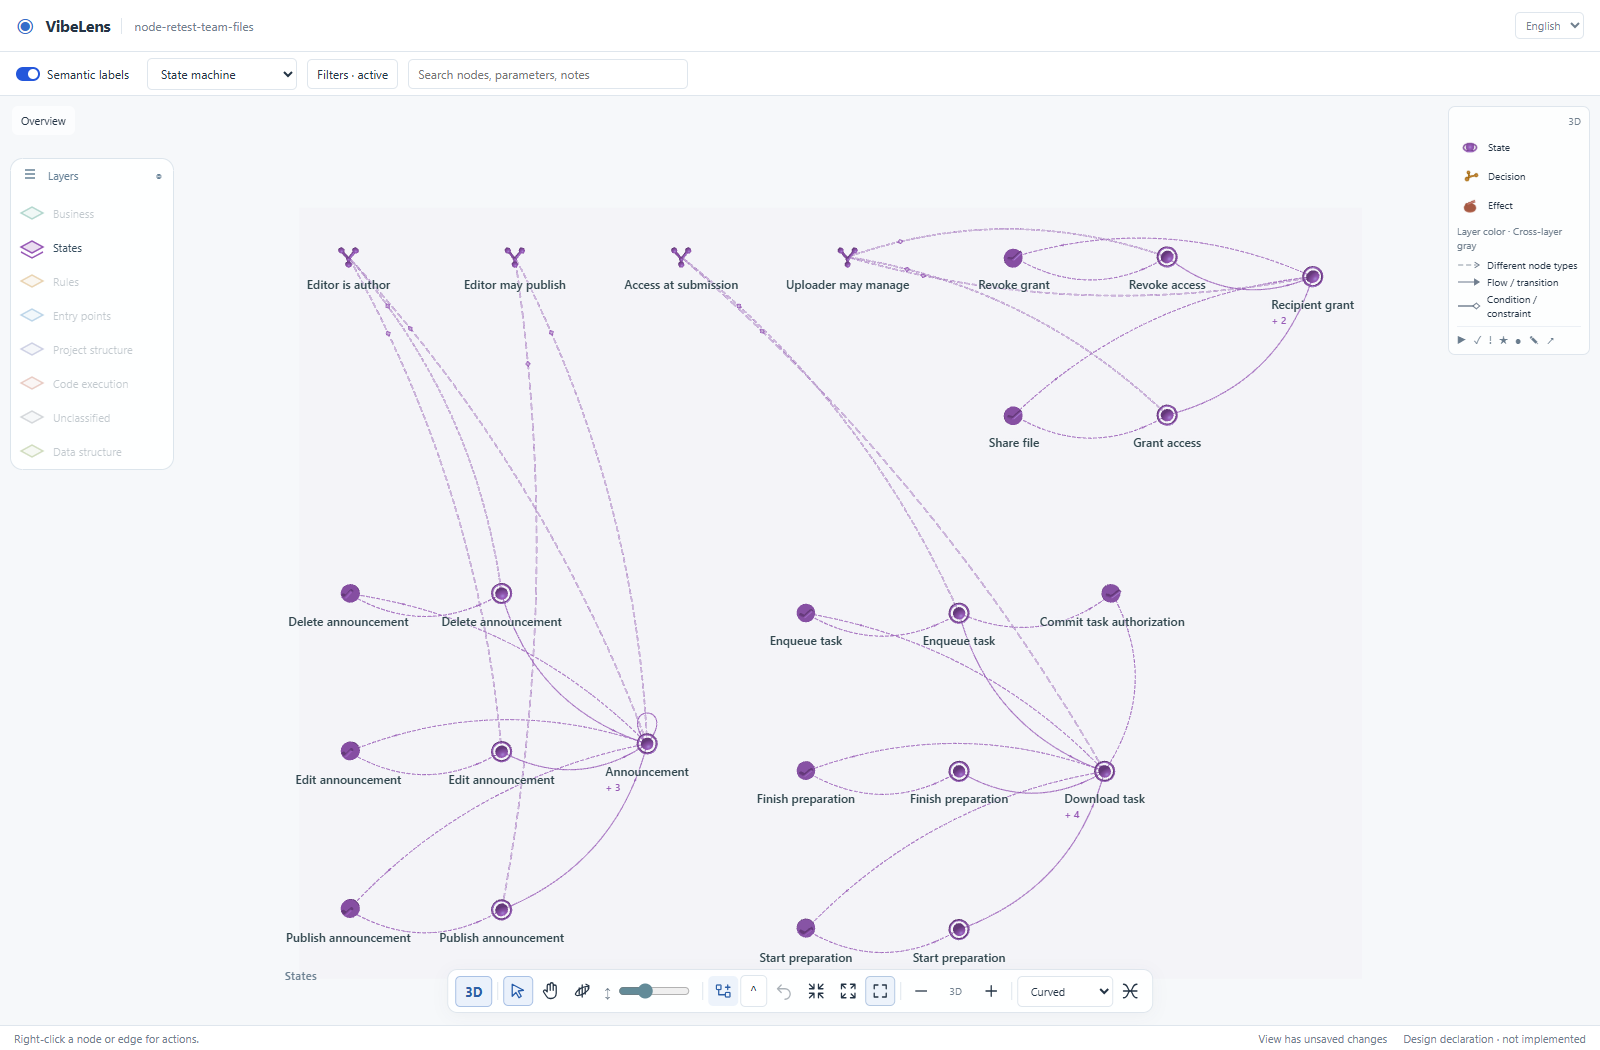 VibeLens
node-retest-team-files
English
Semantic labels
State machine
Filters · active
Search nodes, parameters, notes
Overview
Layers
Business
States
Rules
Entry points
Project structure
Code execution
Unclassified
Data structure
3D
State
Decision
Effect
Layer color · Cross-layer
gray
Different node types
Flow / transition
Condition /
constraint
Editor is author
Editor may publish
Access at submission
Uploader may manage
Revoke grant
Revoke access
Recipient grant
+ 2
Share file
Grant access
Delete announcement
Delete announcement
Enqueue task
Enqueue task
Commit task authorization
Edit announcement
Edit announcement
Announcement
+ 3
Finish preparation
Finish preparation
Download task
+ 4
Publish announcement
Publish announcement
Start preparation
Start preparation
States
3D
3D
Curved
Right-click a node or edge for actions.
View has unsaved changes
Design declaration · not implemented